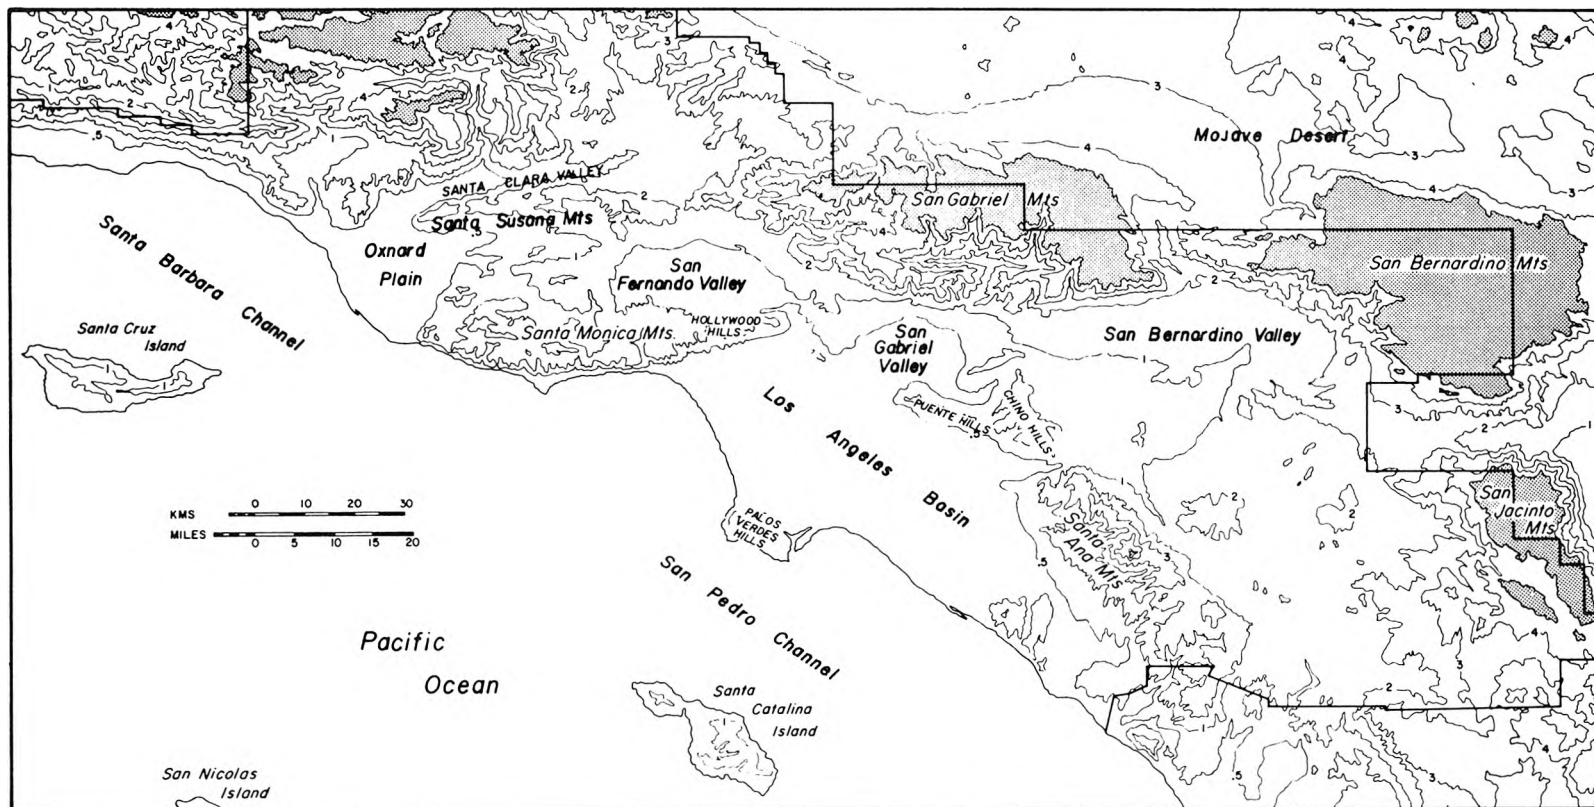 Mojave Desert
SANTA CLARA VALLEY
San Gabriel Mts
Santa Susana Mts
Santa Barbara Channel
Oxnard
Plain
San
Fernando Valley
San Bernardino Mts
Santa Cruz
Island
Santa Monica Mts.
HOLLYWOOD
HILLS
San
Gabriel
Valley
San Bernardino Valley
Los Angeles Basin
PUENTE HILLS
CHINO HILLS
KMS 0 10 20 30
MILES 0 5 10 15 20
PALOS
VERDES
HILLS
Santa
Ana Mts
San
Jacinto
Mts
San Pedro Channel
Pacific
Ocean
Santa
Catalina
Island
San Nicolas
Island